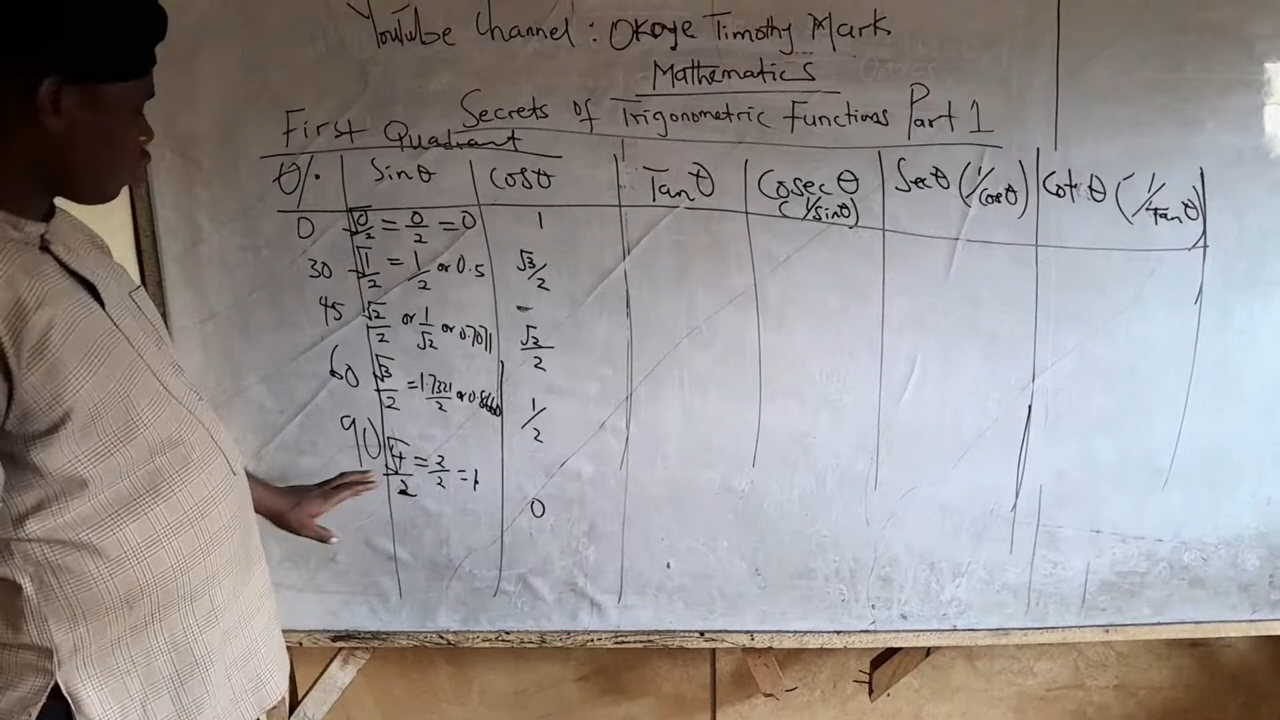 YouTube Channel: Okoye Timothy Mark
Mathematics
Secrets of Trigonometric Functions Part 1
First Quadrant
θ/. Sinθ Cosθ Tanθ Cosecθ (1/sinθ) Secθ (1/cosθ) Cotθ (1/Tanθ)
0 √0/2 = 0/2 = 0 1
30 √1/2 = 1/2 or 0.5 √3/2
45 √2/2 or 1/√2 or 0.7071 √2/2
60 √3/2 = 1.7321/2 or 0.8660 1/2
90 √4/2 = 2/2 = 1 0